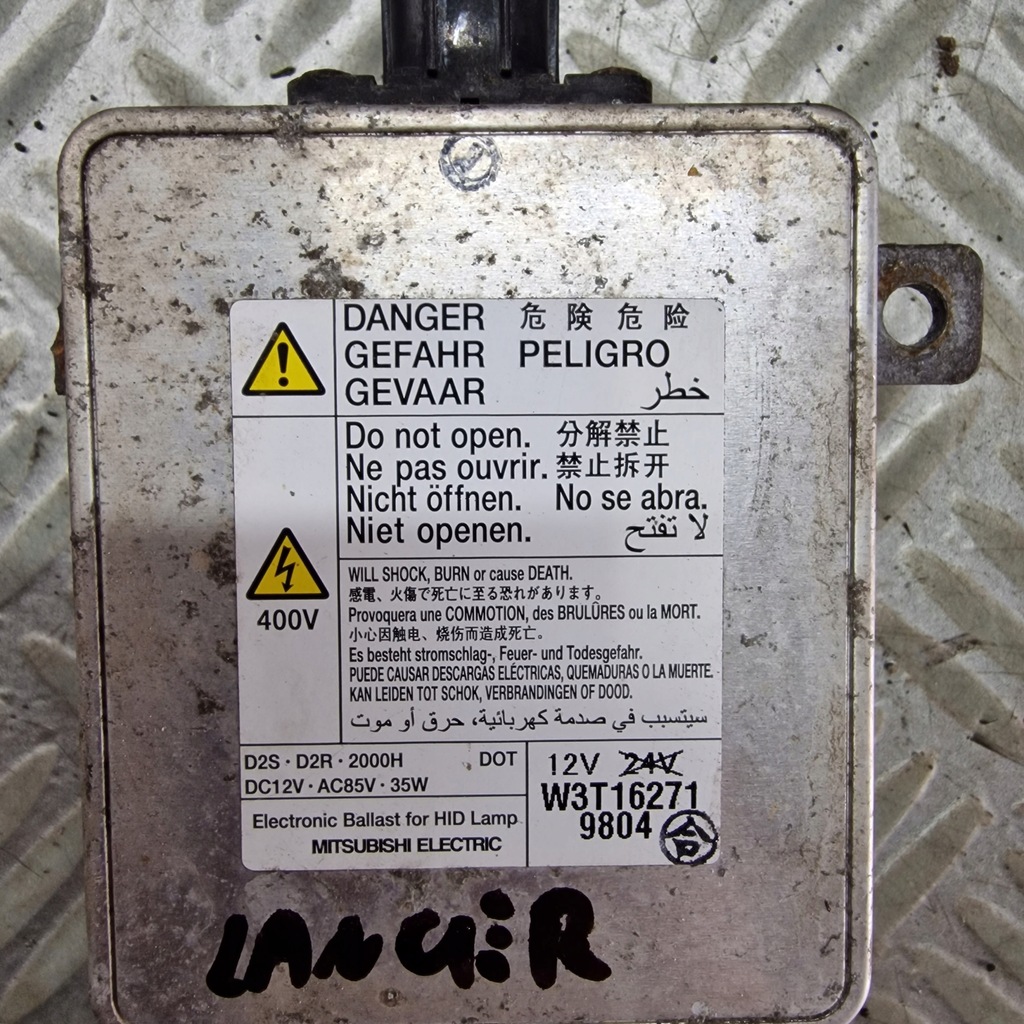 DANGER 危険 危险
GEFAHR PELIGRO
GEVAAR خطر
Do not open. 分解禁止
Ne pas ouvrir. 禁止拆开
Nicht öffnen. No se abra.
Niet openen. لا تفتح
400V
WILL SHOCK, BURN or cause DEATH.
感電、火傷で死亡に至る恐れがあります。
Provoquera une COMMOTION, des BRULÛRES ou la MORT.
小心因触电、烧伤而造成死亡。
Es besteht stromschlag-, Feuer- und Todesgefahr.
PUEDE CAUSAR DESCARGAS ELÉCTRICAS, QUEMADURAS O LA MUERTE.
KAN LEIDEN TOT SCHOK, VERBRANDINGEN OF DOOD.
سيتسبب في صدمة كهربائية، حرق أو موت
D2S・D2R・2000H DOT
DC12V・AC85V・35W
Electronic Ballast for HID Lamp
MITSUBISHI ELECTRIC
12V 24V
W3T16271
9804 合
LANCER